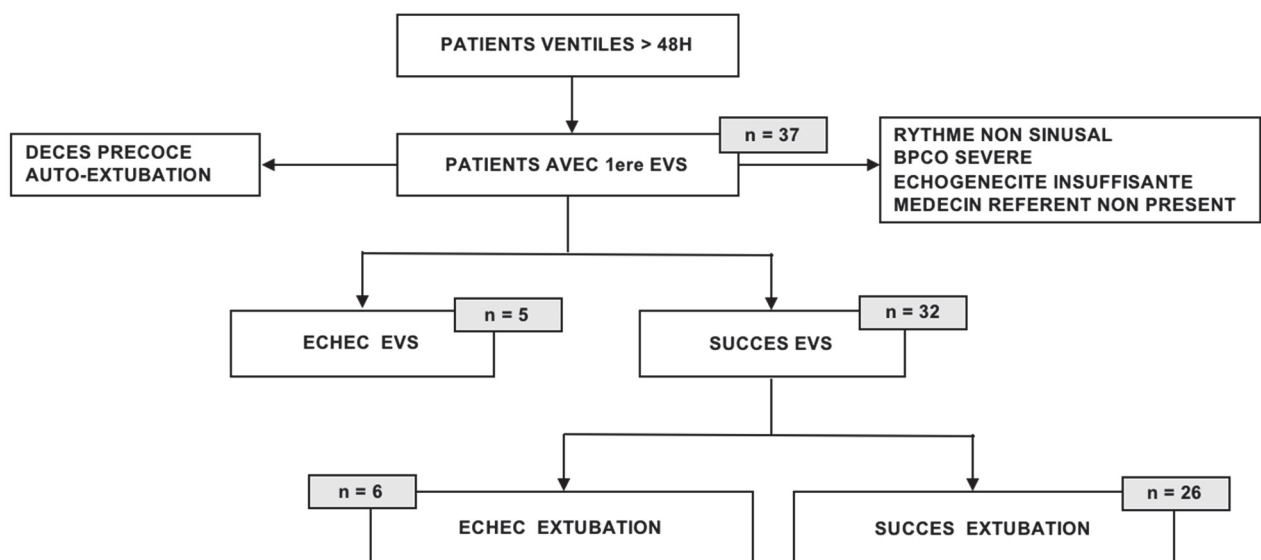 PATIENTS VENTILES > 48H
n = 37
DECES PRECOCE
AUTO-EXTUBATION
PATIENTS AVEC 1ere EVS
RYTHME NON SINUSAL
BPCO SEVERE
ECHOGENECITE INSUFFISANTE
MEDECIN REFERENT NON PRESENT
n = 5
ECHEC EVS
n = 32
SUCCES EVS
n = 6
ECHEC EXTUBATION
n = 26
SUCCES EXTUBATION